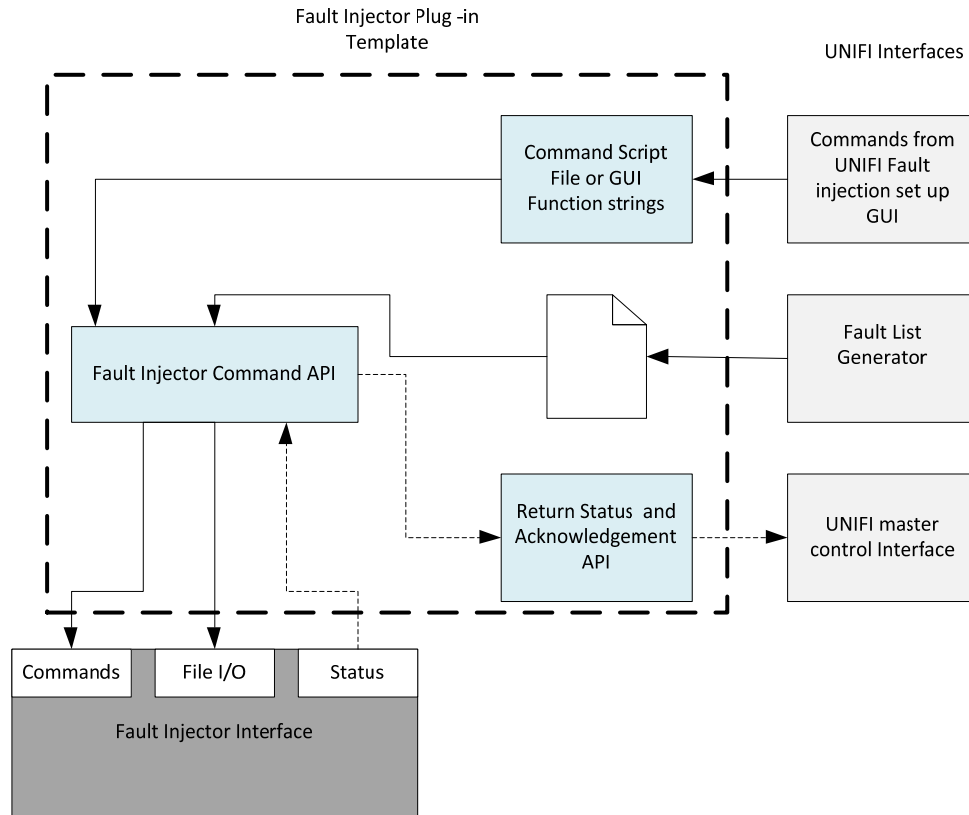 Fault Injector Plug -in
Template
UNIFI Interfaces
Command Script
File or GUI
Function strings
Commands from
UNIFI Fault
injection set up
GUI
Fault Injector Command API
Fault List
Generator
Return Status and
Acknowledgement
API
UNIFI master
control Interface
Commands
File I/O
Status
Fault Injector Interface